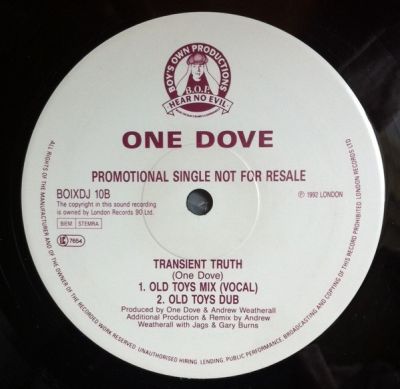 BOY'S OWN PRODUCTIONS
B.O.P.
HEAR NO EVIL
ONE DOVE
PROMOTIONAL SINGLE NOT FOR RESALE
BOIXDJ 10B
The copyright in this sound recording
is owned by London Records 90 Ltd.
BIEM STEMRA
LC 7654
℗ 1992 LONDON
TRANSIENT TRUTH
(One Dove)
1. OLD TOYS MIX (VOCAL)
2. OLD TOYS DUB
Produced by One Dove & Andrew Weatherall
Additional Production & Remix by Andrew
Weatherall with Jags & Gary Burns
ALL RIGHTS OF THE MANUFACTURER AND OF THE OWNER OF THE RECORDED WORK RESERVED. UNAUTHORISED HIRING, LENDING, PUBLIC PERFORMANCE, BROADCASTING AND COPYING OF THIS RECORD PROHIBITED. LONDON RECORDS LTD.